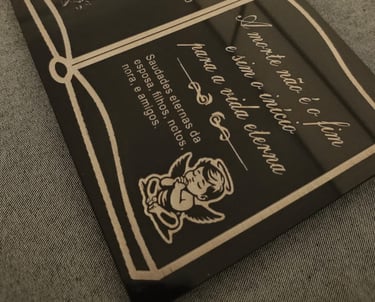 A morte não é o fim
e sim o início
para a vida eterna
Saudades eternas da
esposa, filhos, netos,
nora, e amigos.